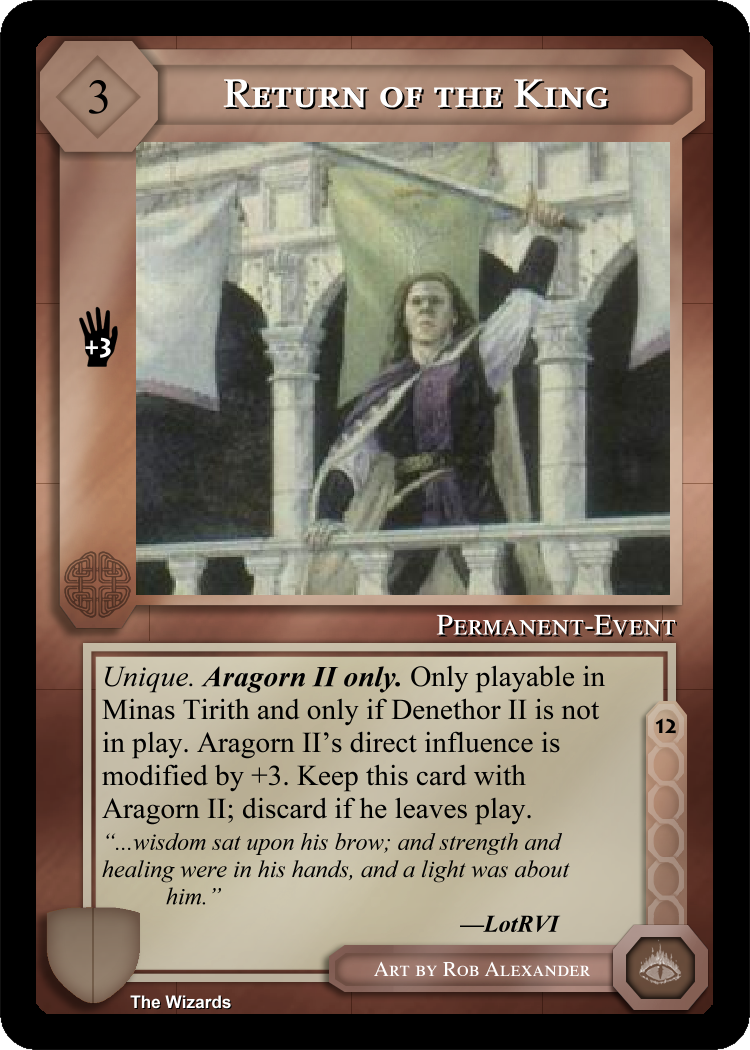 3
RETURN OF THE KING
+3
PERMANENT-EVENT
Unique. Aragorn II only. Only playable in
Minas Tirith and only if Denethor II is not
in play. Aragorn II’s direct influence is
modified by +3. Keep this card with
Aragorn II; discard if he leaves play.
12
“...wisdom sat upon his brow; and strength and
healing were in his hands, and a light was about
him.”
—LotRVI
ART BY ROB ALEXANDER
The Wizards